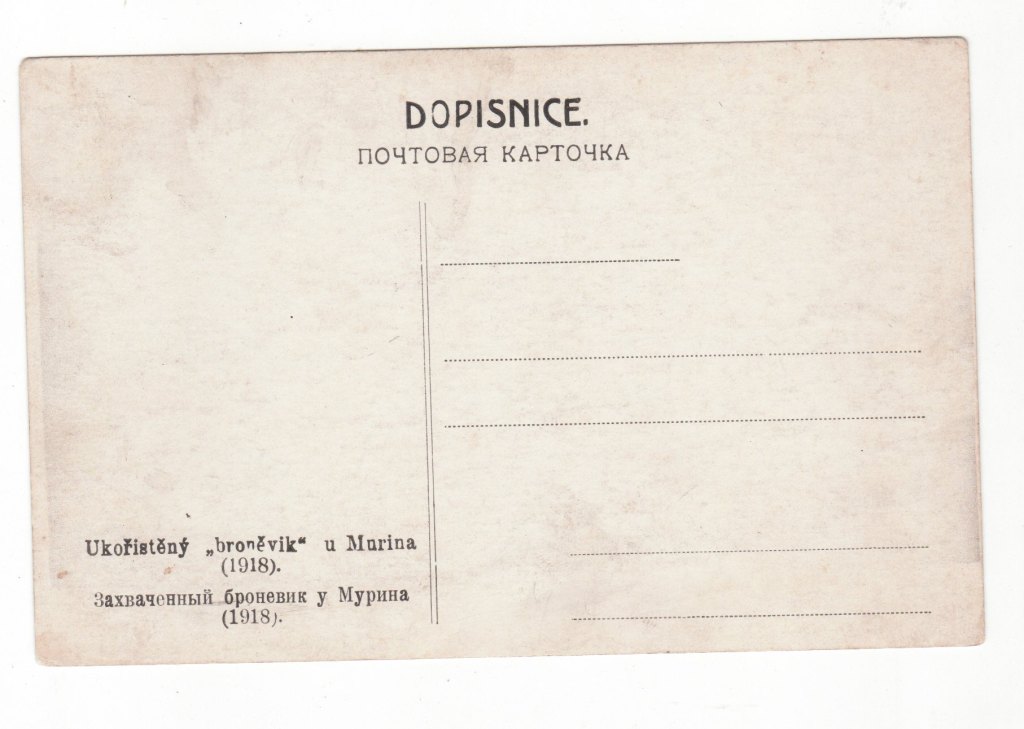 DOPISNICE.
ПОЧТОВАЯ КАРТОЧКА
Ukořistěný „broněvik“ u Murina
(1918).
Захваченный броневик у Мурина
(1918).